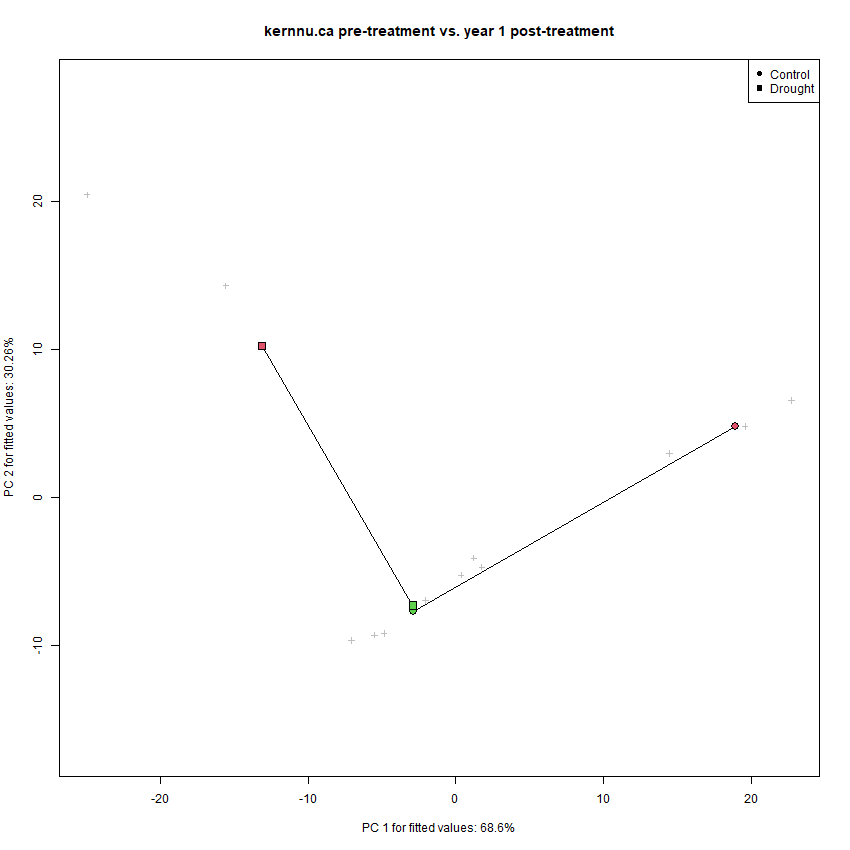 kernnu.ca pre-treatment vs. year 1 post-treatment
Control
Drought
PC 2 for fitted values: 30.26%
20
10
0
-10
-20
-10
0
10
20
PC 1 for fitted values: 68.6%